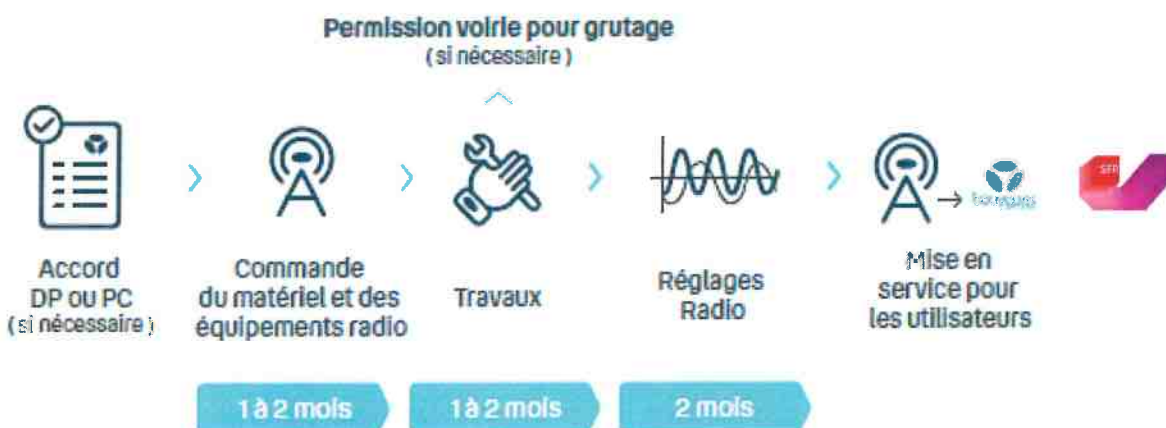 Permission voirie pour grutage
(si nécessaire)
Accord
DP ou PC
(si nécessaire)
Commande
du matériel et des
équipements radio
Travaux
Réglages
Radio
Mise en
service pour
les utilisateurs
SFR
1 à 2 mois
1 à 2 mois
2 mois